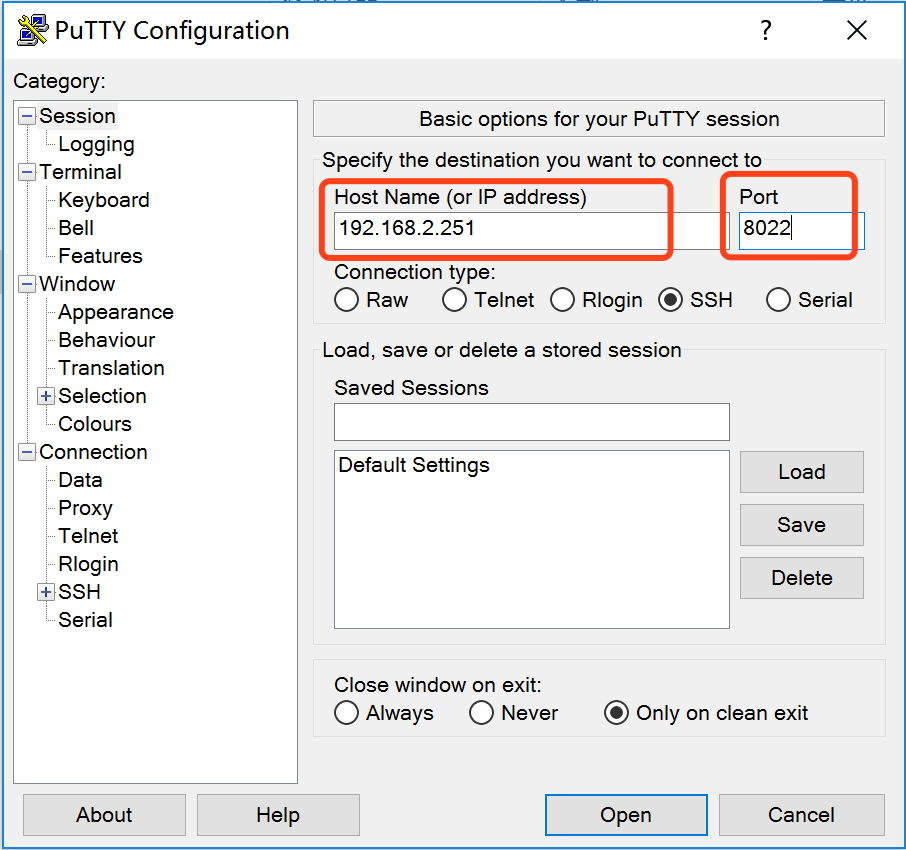 PuTTY Configuration
?
Category:
Session
Logging
Terminal
Keyboard
Bell
Features
Window
Appearance
Behaviour
Translation
Selection
Colours
Connection
Data
Proxy
Telnet
Rlogin
SSH
Serial
Basic options for your PuTTY session
Specify the destination you want to connect to
Host Name (or IP address) Port
192.168.2.251 8022
Connection type:
Raw Telnet Rlogin SSH Serial
Load, save or delete a stored session
Saved Sessions
Default Settings
Load
Save
Delete
Close window on exit:
Always Never Only on clean exit
About Help Open Cancel